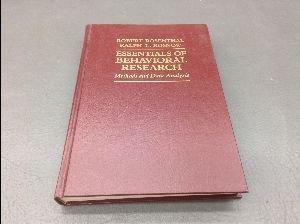 ROBERT ROSENTHAL
RALPH L. ROSNOW
ESSENTIALS OF
BEHAVIORAL
RESEARCH
Methods and Data Analysis